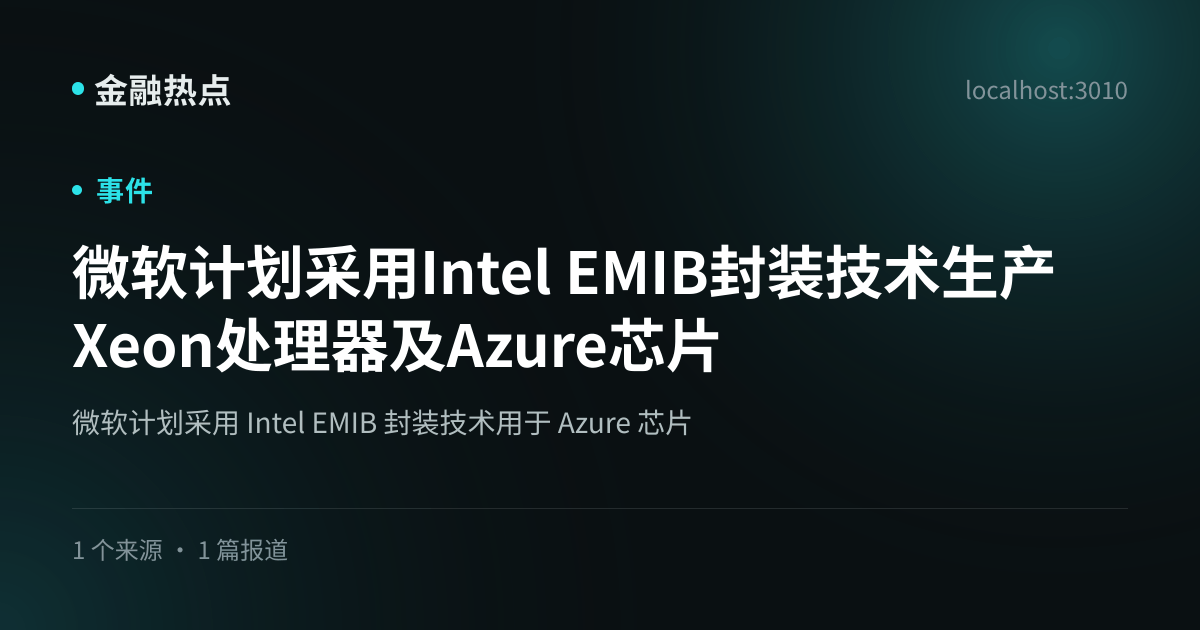 金融热点
localhost:3010
事件
微软计划采用Intel EMIB封装技术生产
Xeon处理器及Azure芯片
微软计划采用 Intel EMIB 封装技术用于 Azure 芯片
1 个来源 · 1 篇报道